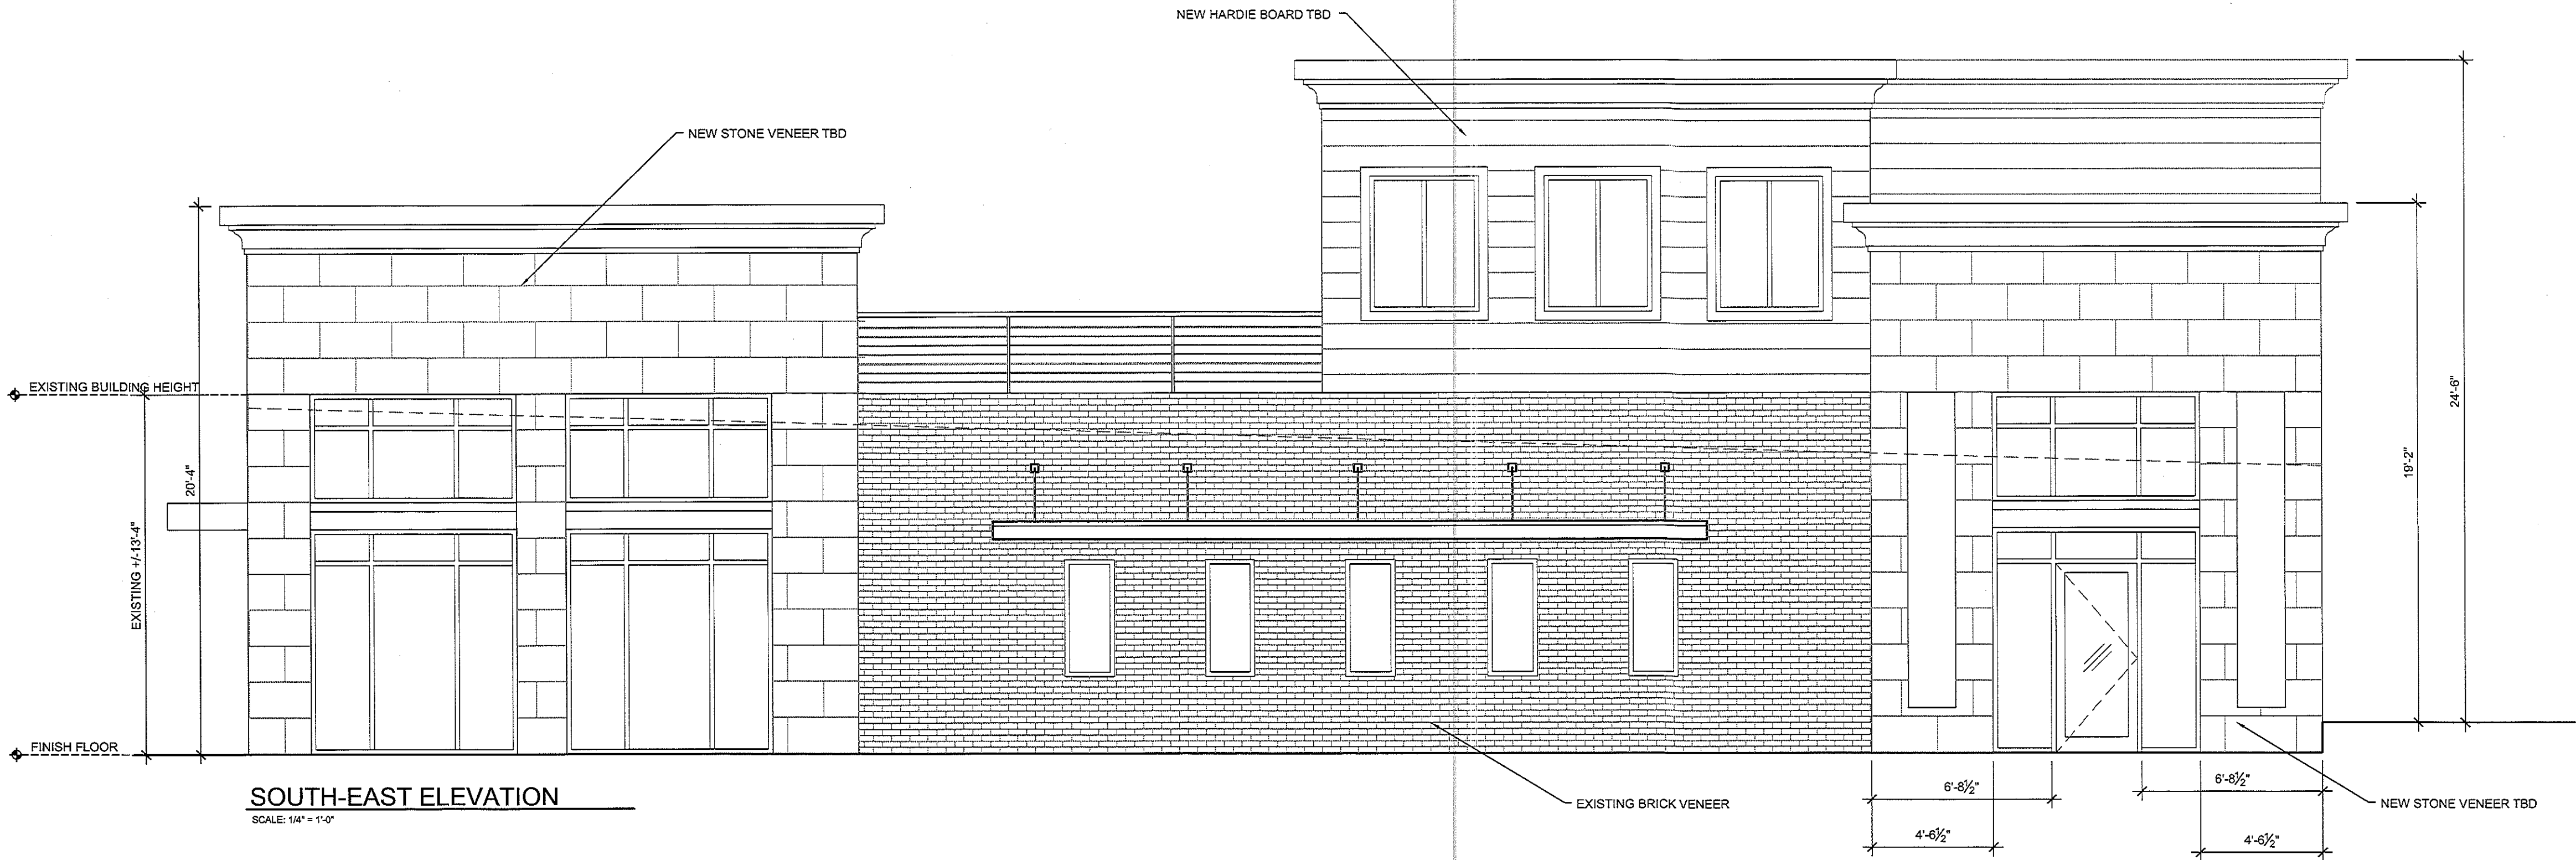 NEW HARDIE BOARD TBD
NEW STONE VENEER TBD
EXISTING BUILDING HEIGHT
20'-4"
EXISTING +/-13'-4"
24'-6"
19'-2"
FINISH FLOOR
SOUTH-EAST ELEVATION
SCALE: 1/4" = 1'-0"
EXISTING BRICK VENEER
6'-8½"
6'-8½"
NEW STONE VENEER TBD
4'-6½"
4'-6½"